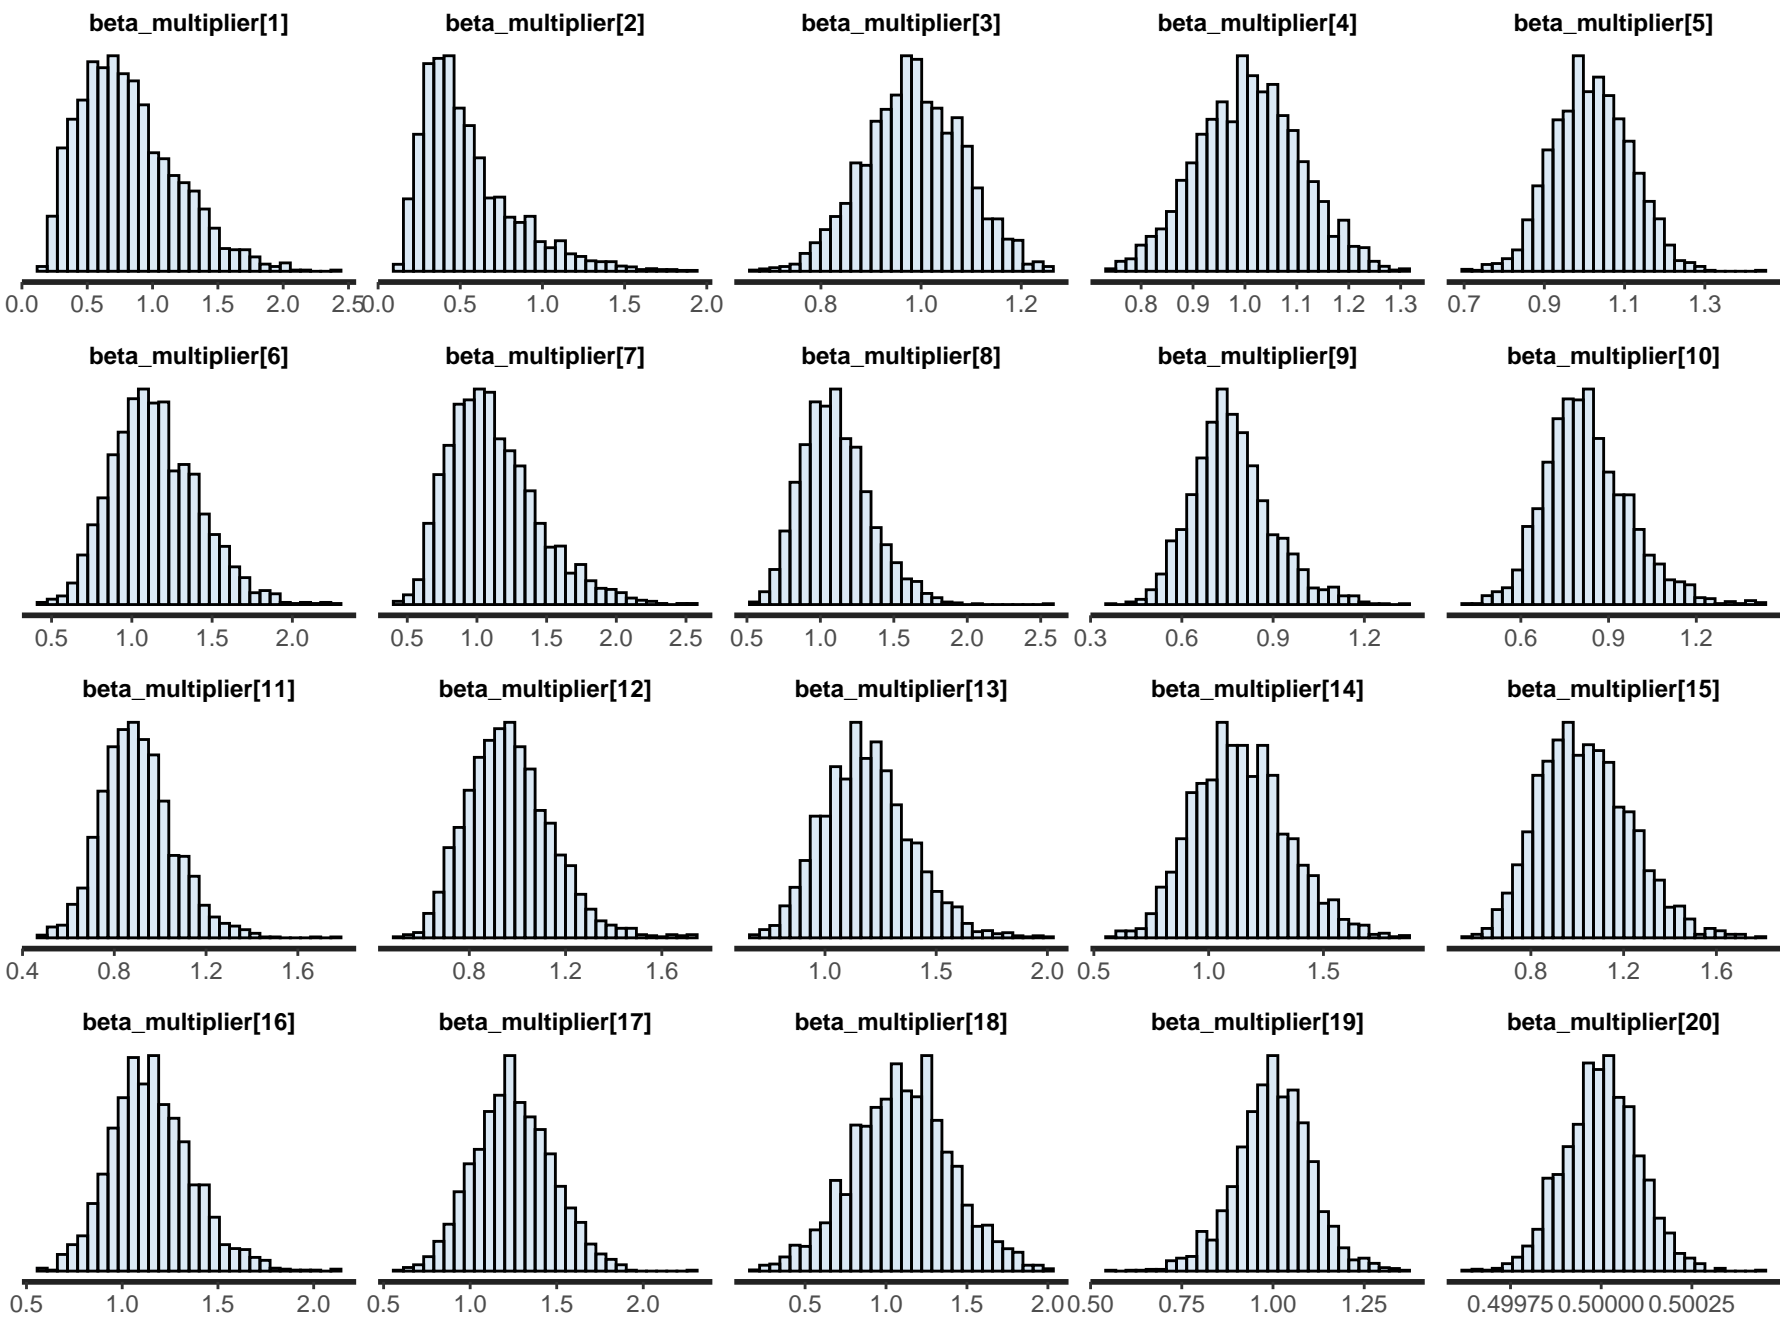 beta_multiplier[1] beta_multiplier[2] beta_multiplier[3] beta_multiplier[4] beta_multiplier[5]
0.0 0.5 1.0 1.5 2.0 2.5 0.0 0.5 1.0 1.5 2.0 0.8 1.0 1.2 0.8 0.9 1.0 1.1 1.2 1.3 0.7 0.9 1.1 1.3
beta_multiplier[6] beta_multiplier[7] beta_multiplier[8] beta_multiplier[9] beta_multiplier[10]
0.5 1.0 1.5 2.0 0.5 1.0 1.5 2.0 2.5 0.5 1.0 1.5 2.0 2.5 0.3 0.6 0.9 1.2 0.6 0.9 1.2
beta_multiplier[11] beta_multiplier[12] beta_multiplier[13] beta_multiplier[14] beta_multiplier[15]
0.4 0.8 1.2 1.6 0.8 1.2 1.6 1.0 1.5 2.0 0.5 1.0 1.5 0.8 1.2 1.6
beta_multiplier[16] beta_multiplier[17] beta_multiplier[18] beta_multiplier[19] beta_multiplier[20]
0.5 1.0 1.5 2.0 0.5 1.0 1.5 2.0 0.5 1.0 1.5 2.0 0.50 0.75 1.00 1.25 0.49975 0.50000 0.50025